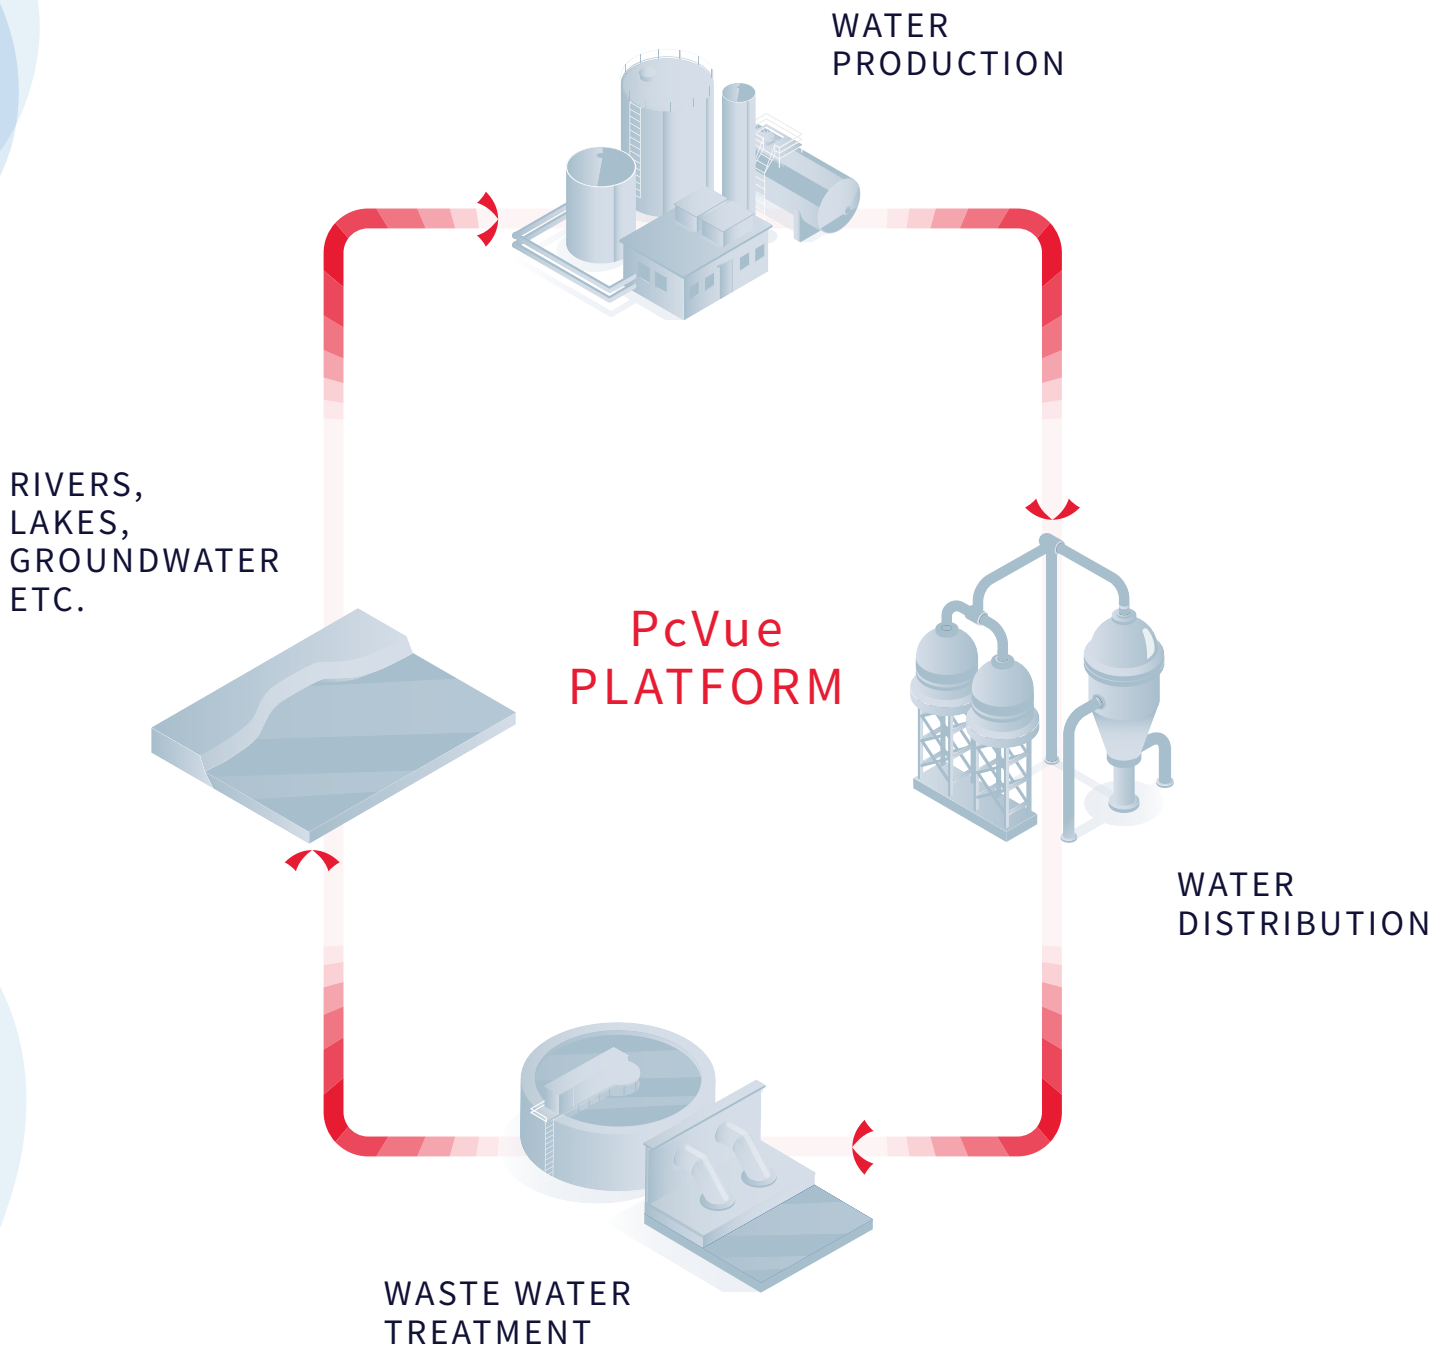 WATER
PRODUCTION
RIVERS,
LAKES,
GROUNDWATER
ETC.
PcVue
PLATFORM
WATER
DISTRIBUTION
WASTE WATER
TREATMENT